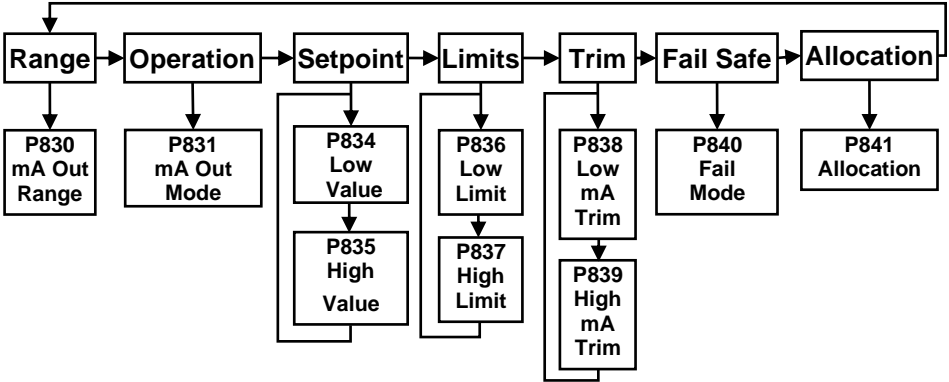 Range
Operation
Setpoint
Limits
Trim
Fail Safe
Allocation
P830
mA Out
Range
P831
mA Out
Mode
P834
Low
Value
P835
High
Value
P836
Low
Limit
P837
High
Limit
P838
Low
mA
Trim
P839
High
mA
Trim
P840
Fail
Mode
P841
Allocation